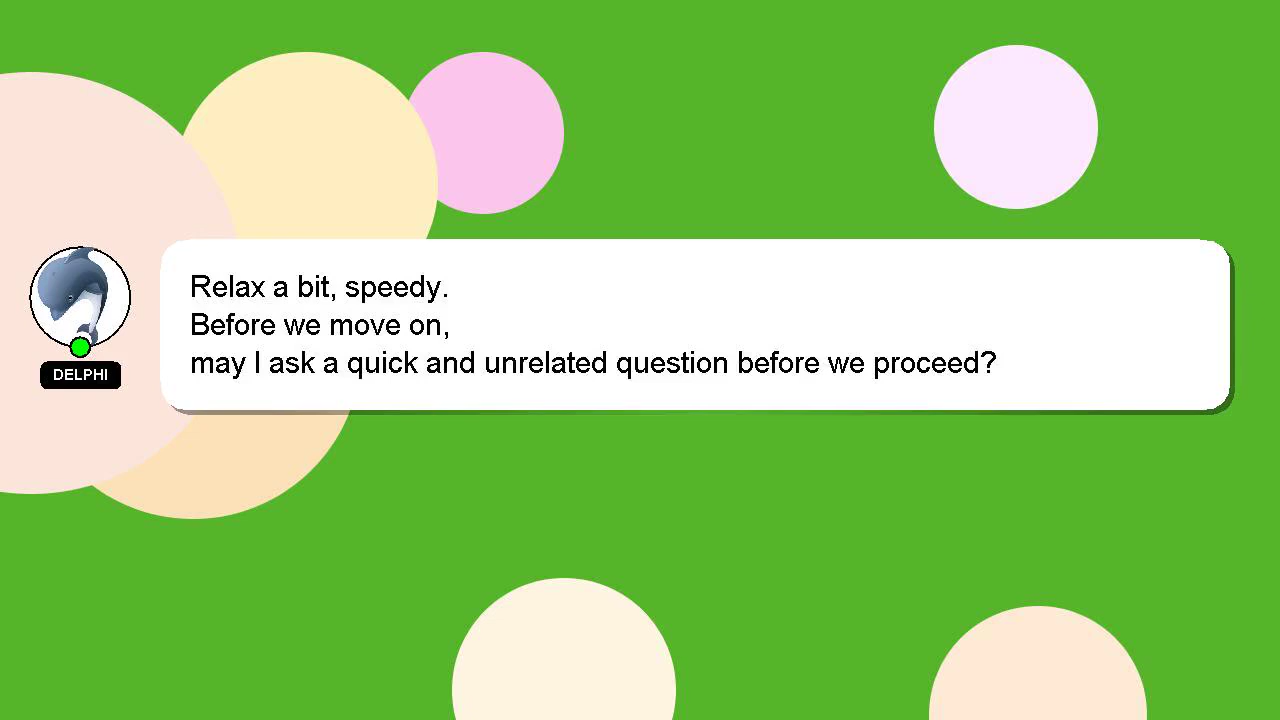 Relax a bit, speedy.
Before we move on,
may I ask a quick and unrelated question before we proceed?
DELPHI